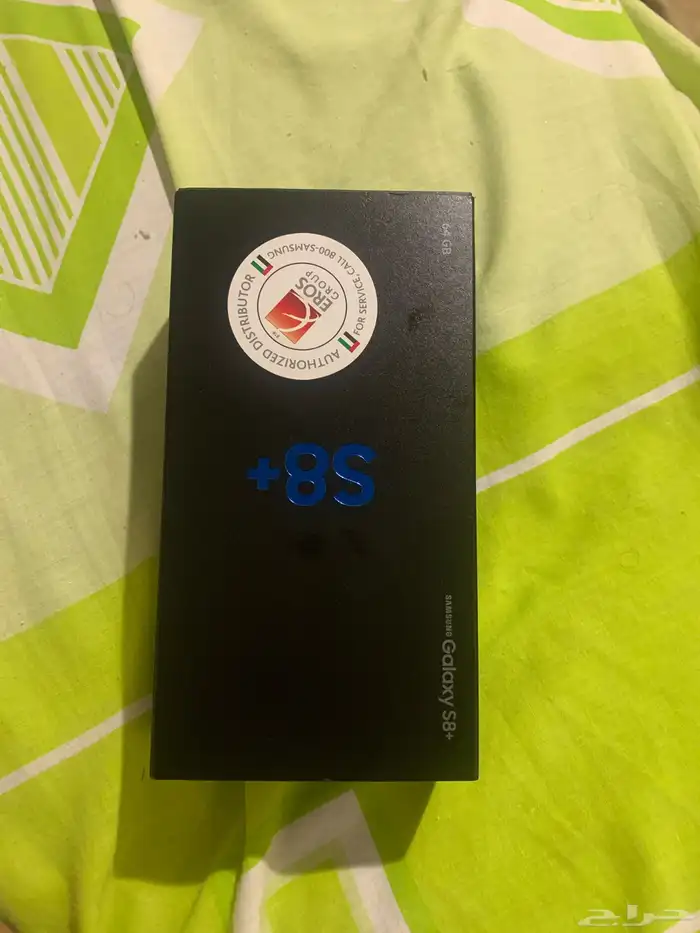 64 GB
AUTHORIZED DISTRIBUTOR
FOR SERVICE, CALL 800-SAMSUNG
EROS
GROUP
S8+
SAMSUNG Galaxy S8+
حراج